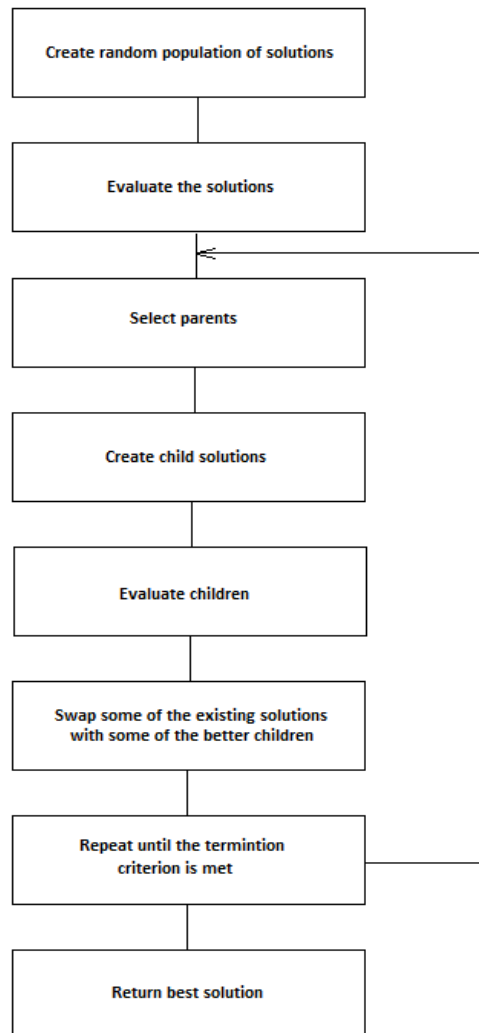 Create random population of solutions
Evaluate the solutions
Select parents
Create child solutions
Evaluate children
Swap some of the existing solutions
with some of the better children
Repeat until the termintion
criterion is met
Return best solution